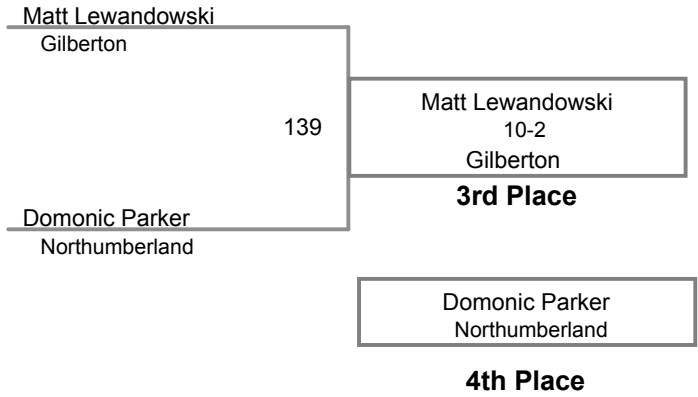 Matt Lewandowski
Gilberton
139
Matt Lewandowski
10-2
Gilberton
3rd Place
Domonic Parker
Northumberland
Domonic Parker
Northumberland
4th Place